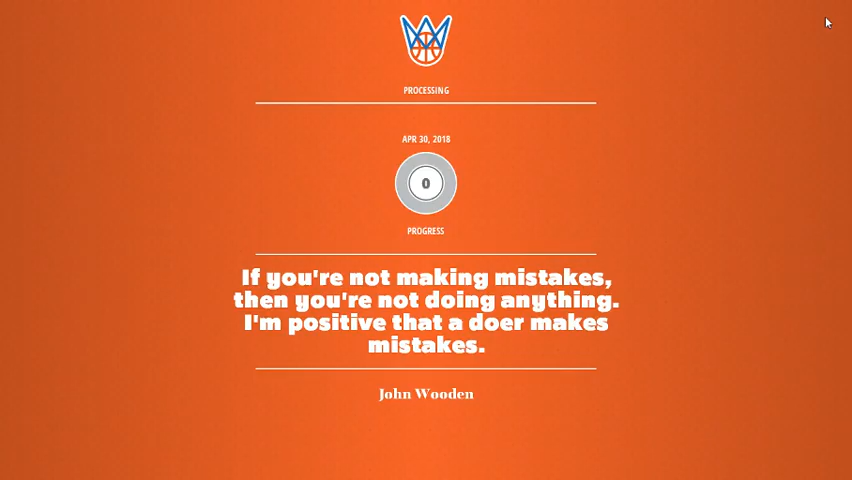 PROCESSING
APR 30, 2018
0
PROGRESS
If you're not making mistakes,
then you're not doing anything.
I'm positive that a doer makes
mistakes.
John Wooden